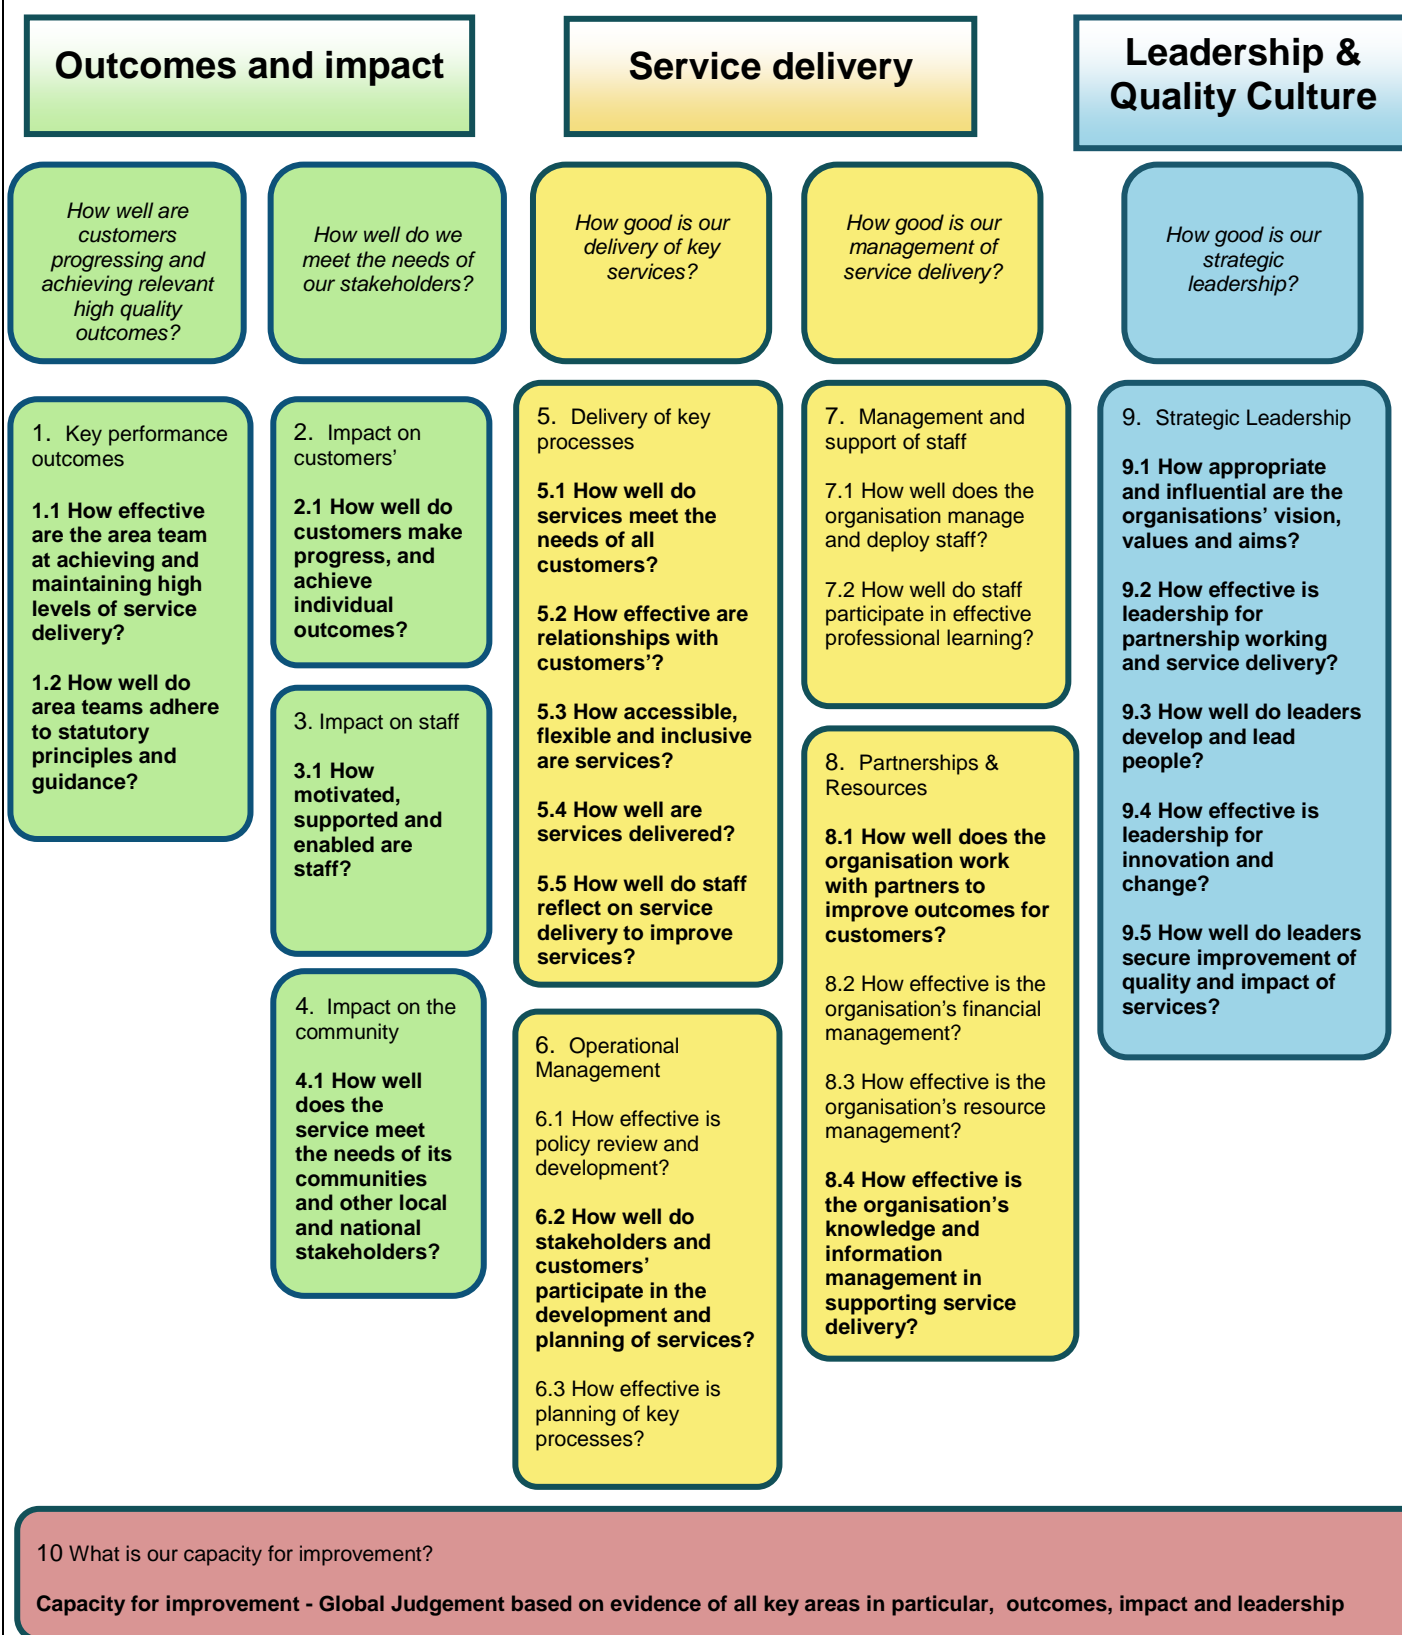 Outcomes and impact
Service delivery
Leadership &
Quality Culture
How well are
customers
progressing and
achieving relevant
high quality
outcomes?
How well do we
meet the needs of
our stakeholders?
How good is our
delivery of key
services?
How good is our
management of
service delivery?
How good is our
strategic
leadership?
1. Key performance
outcomes
1.1 How effective
are the area team
at achieving and
maintaining high
levels of service
delivery?
1.2 How well do
area teams adhere
to statutory
principles and
guidance?
2. Impact on
customers’
2.1 How well do
customers make
progress, and
achieve
individual
outcomes?
3. Impact on staff
3.1 How
motivated,
supported and
enabled are
staff?
4. Impact on the
community
4.1 How well
does the
service meet
the needs of its
communities
and other local
and national
stakeholders?
5. Delivery of key
processes
5.1 How well do
services meet the
needs of all
customers?
5.2 How effective are
relationships with
customers’?
5.3 How accessible,
flexible and inclusive
are services?
5.4 How well are
services delivered?
5.5 How well do staff
reflect on service
delivery to improve
services?
6. Operational
Management
6.1 How effective is
policy review and
development?
6.2 How well do
stakeholders and
customers’
participate in the
development and
planning of services?
6.3 How effective is
planning of key
processes?
7. Management and
support of staff
7.1 How well does the
organisation manage
and deploy staff?
7.2 How well do staff
participate in effective
professional learning?
8. Partnerships &
Resources
8.1 How well does the
organisation work
with partners to
improve outcomes for
customers?
8.2 How effective is the
organisation’s financial
management?
8.3 How effective is the
organisation’s resource
management?
8.4 How effective is
the organisation’s
knowledge and
information
management in
supporting service
delivery?
9. Strategic Leadership
9.1 How appropriate
and influential are the
organisations’ vision,
values and aims?
9.2 How effective is
leadership for
partnership working
and service delivery?
9.3 How well do leaders
develop and lead
people?
9.4 How effective is
leadership for
innovation and
change?
9.5 How well do leaders
secure improvement of
quality and impact of
services?
10 What is our capacity for improvement?
Capacity for improvement - Global Judgement based on evidence of all key areas in particular, outcomes, impact and leadership